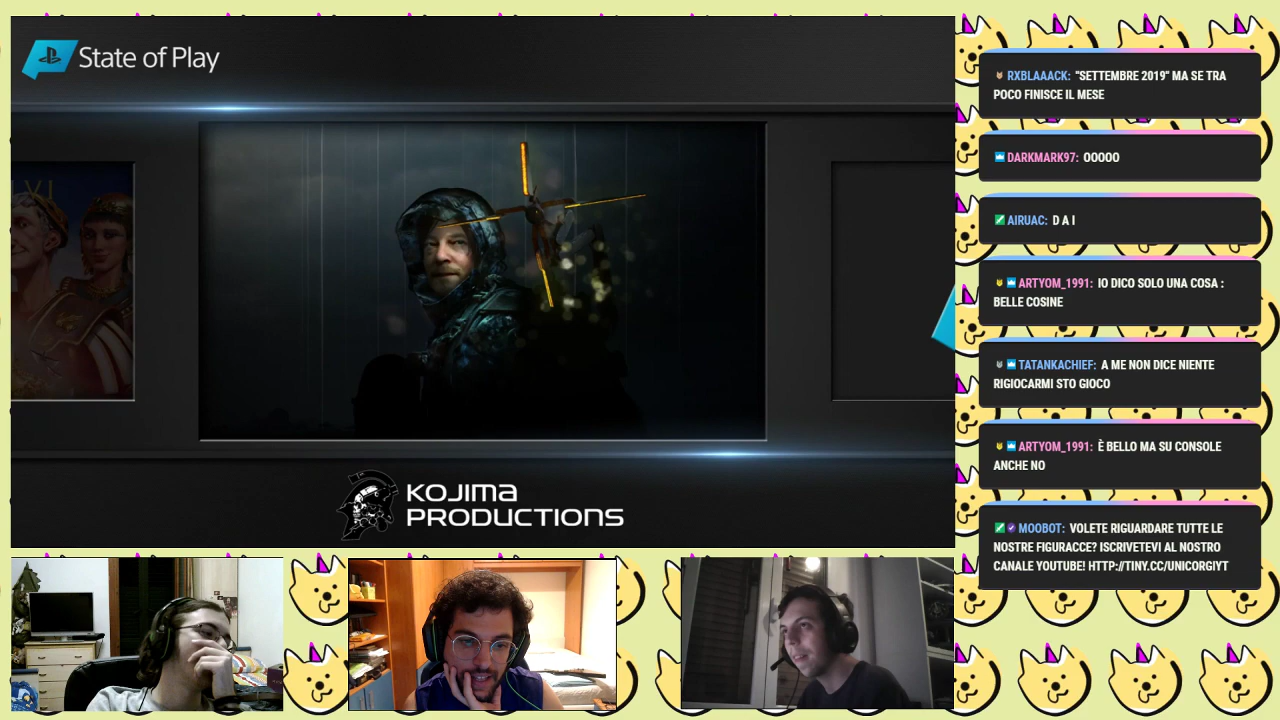 State of Play
LVI
KOJIMA
PRODUCTIONS
RXBLAAACK: "SETTEMBRE 2019" MA SE TRA
POCO FINISCE IL MESE
DARKMARK97: OOOOO
AIRUAC: D A I
ARTYOM_1991: IO DICO SOLO UNA COSA :
BELLE COSINE
TATANKACHIEF: A ME NON DICE NIENTE
RIGIOCARMI STO GIOCO
ARTYOM_1991: È BELLO MA SU CONSOLE
ANCHE NO
MOOBOT: VOLETE RIGUARDARE TUTTE LE
NOSTRE FIGURACCE? ISCRIVETEVI AL NOSTRO
CANALE YOUTUBE! HTTP://TINY.CC/UNICORGIYT